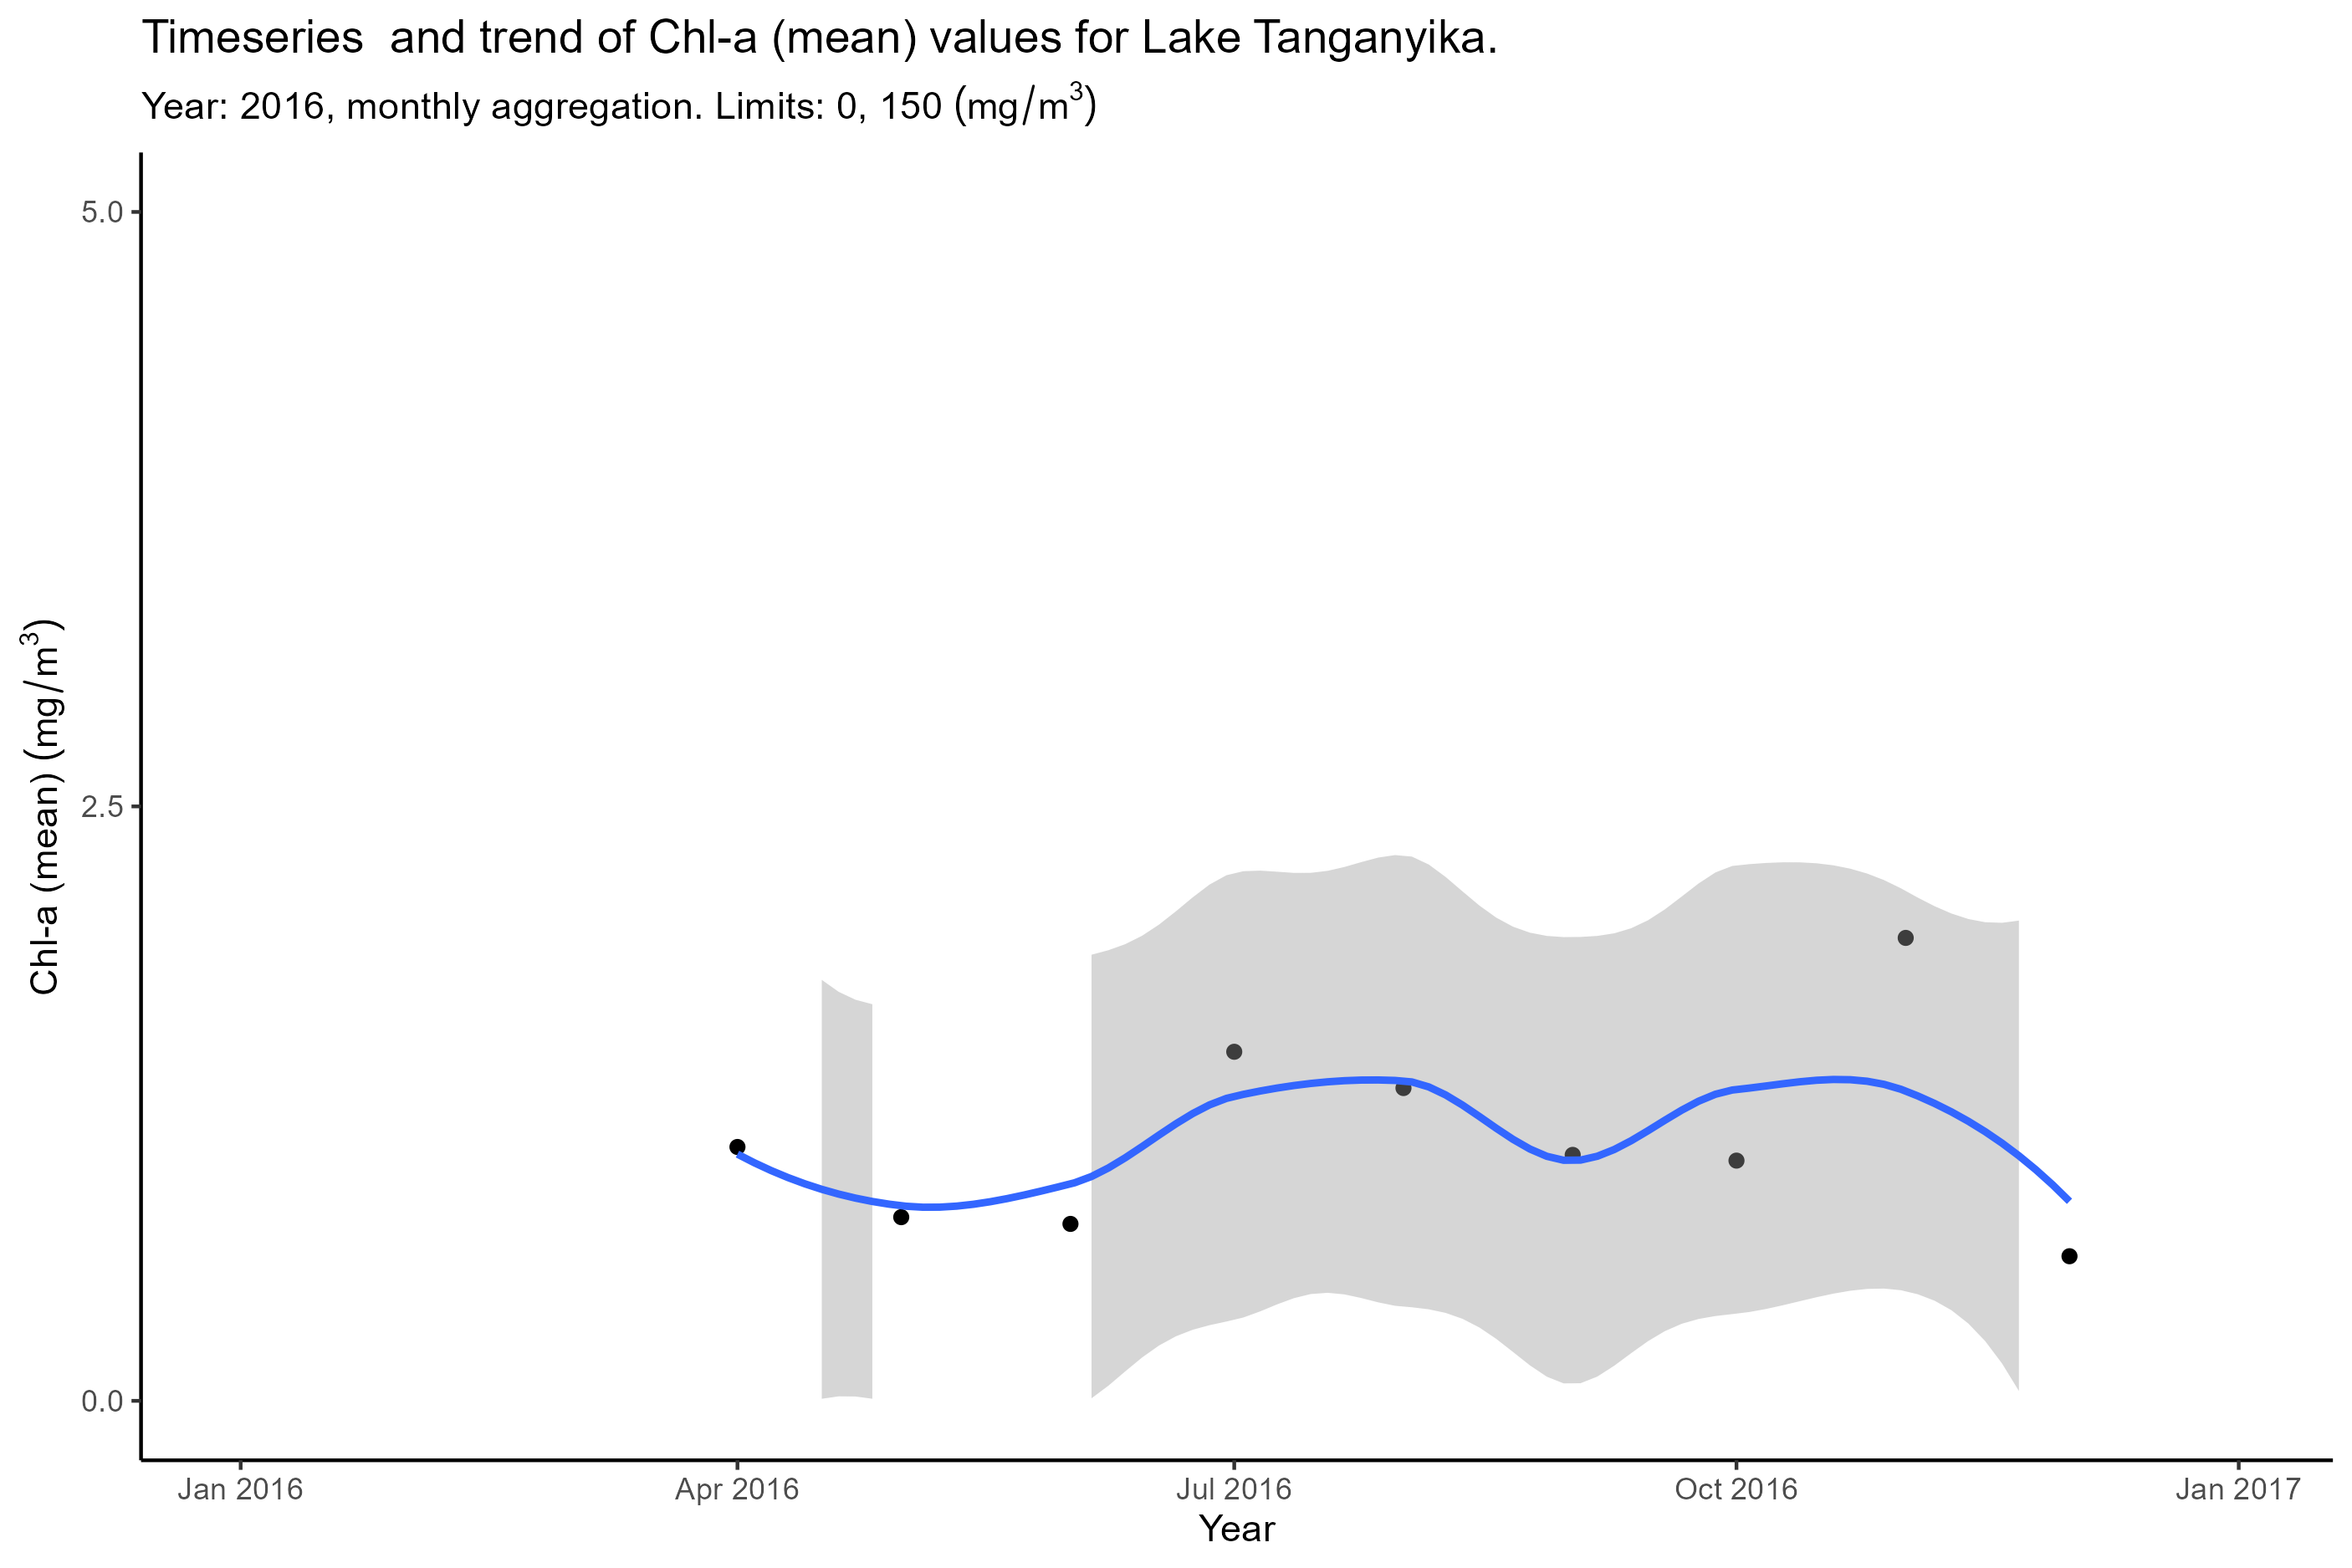 Timeseries  and trend of Chl-a (mean) values for Lake Tanganyika.
Year: 2016, monthly aggregation. Limits: 0, 150 (mg/m³)
Chl-a (mean) (mg/m³)
5.0
2.5
0.0
Jan 2016
Apr 2016
Jul 2016
Oct 2016
Jan 2017
Year